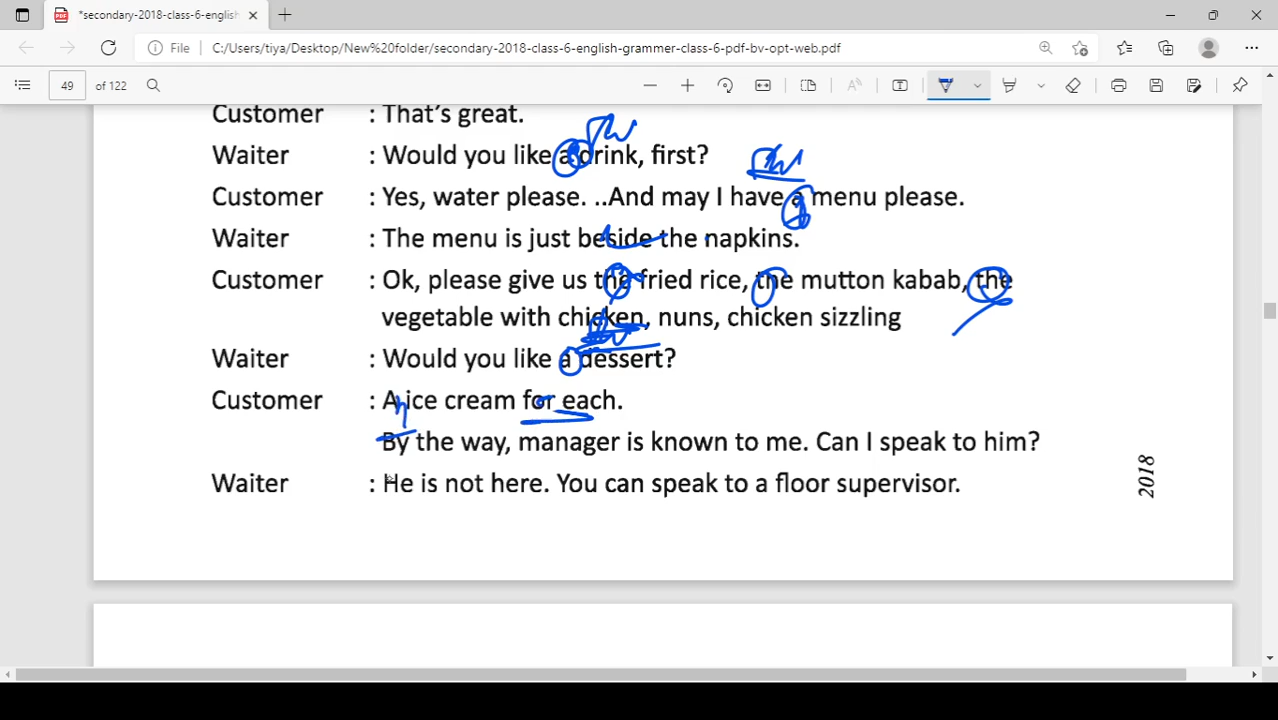 *secondary-2018-class-6-english
File C:/Users/tiya/Desktop/New%20folder/secondary-2018-class-6-english-grammer-class-6-pdf-bv-opt-web.pdf
49 of 122
Customer : That's great.
Waiter : Would you like a drink, first?
Customer : Yes, water please. ..And may I have a menu please.
Waiter : The menu is just beside the napkins.
Customer : Ok, please give us the fried rice, the mutton kabab, the
vegetable with chicken, nuns, chicken sizzling
Waiter : Would you like a dessert?
Customer : A ice cream for each.
By the way, manager is known to me. Can I speak to him?
Waiter : He is not here. You can speak to a floor supervisor.
2018